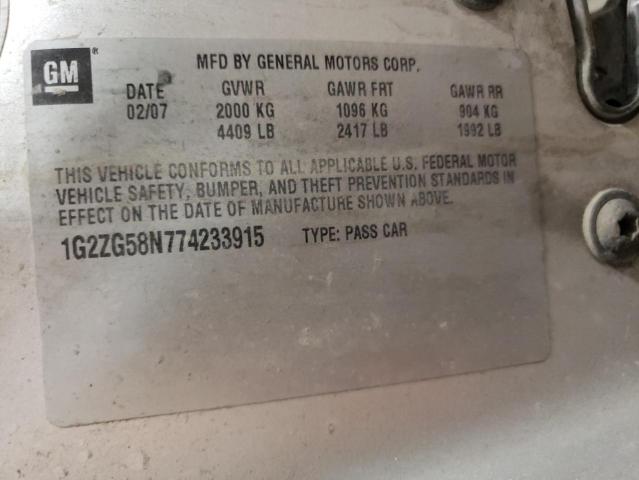 GM ®
MFD BY GENERAL MOTORS CORP.
DATE GVWR GAWR FRT GAWR RR
02/07 2000 KG 1096 KG 904 KG
4409 LB 2417 LB 1992 LB
THIS VEHICLE CONFORMS TO ALL APPLICABLE U.S. FEDERAL MOTOR
VEHICLE SAFETY, BUMPER, AND THEFT PREVENTION STANDARDS IN
EFFECT ON THE DATE OF MANUFACTURE SHOWN ABOVE.
1G2ZG58N774233915 TYPE: PASS CAR